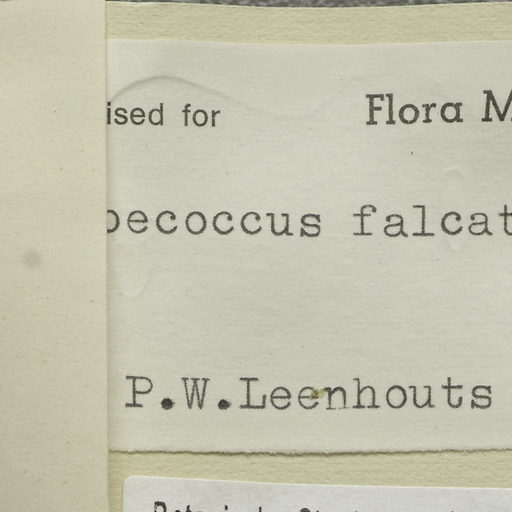 ised for Flora M
pecoccus falcat
P.W.Leenhouts